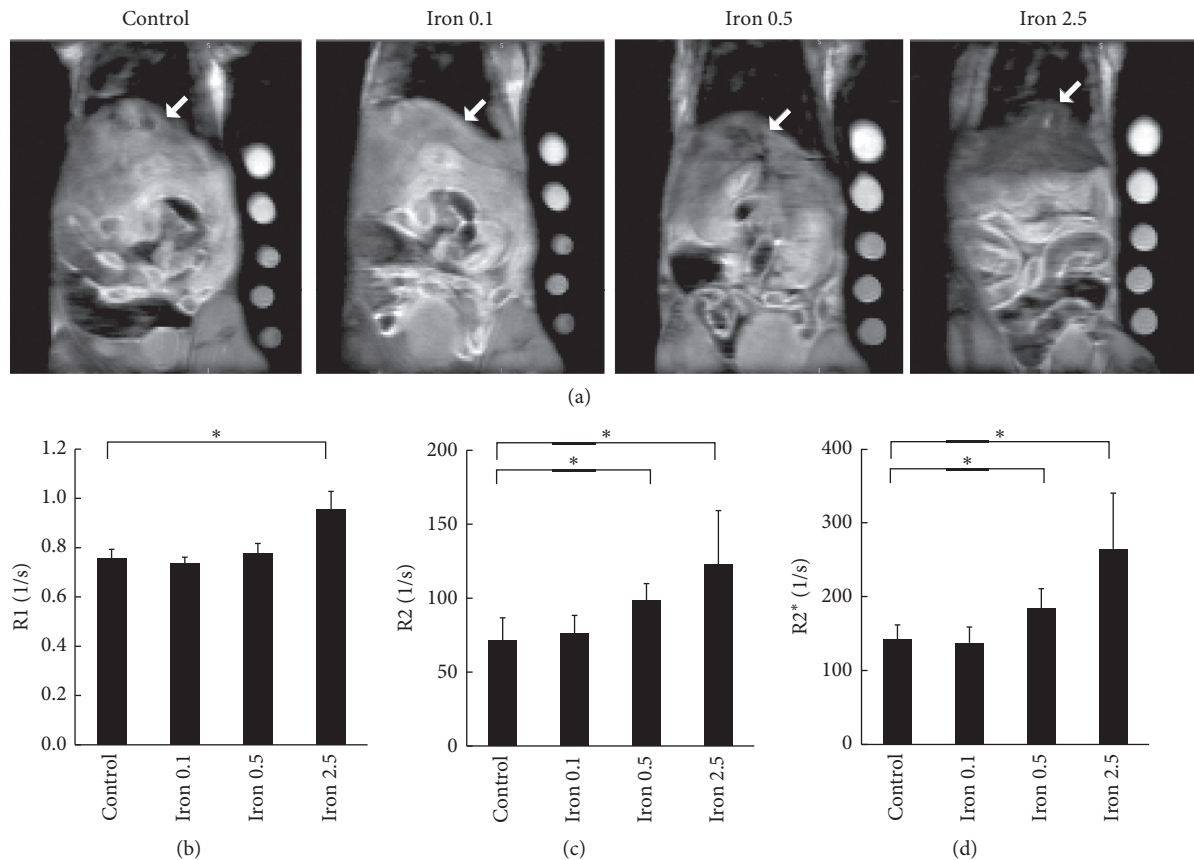 Control Iron 0.1 Iron 0.5 Iron 2.5
S S S S
(a)
1.2
1.0
0.8
0.6
0.4
0.2
0.0
R1 (1/s)
*
Control
Iron 0.1
Iron 0.5
Iron 2.5
(b)
200
150
100
50
0
R2 (1/s)
*
*
Control
Iron 0.1
Iron 0.5
Iron 2.5
(c)
400
300
200
100
0
R2* (1/s)
*
*
Control
Iron 0.1
Iron 0.5
Iron 2.5
(d)